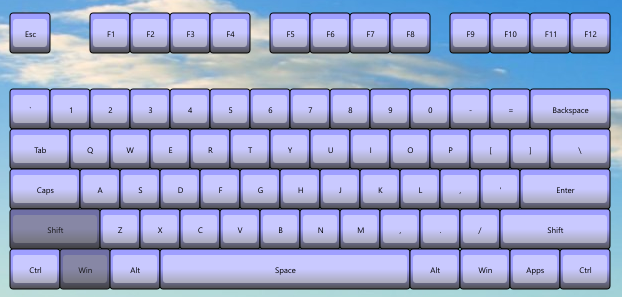 Esc F1 F2 F3 F4 F5 F6 F7 F8 F9 F10 F11 F12
` 1 2 3 4 5 6 7 8 9 0 - = Backspace
Tab Q W E R T Y U I O P [ ] \
Caps A S D F G H J K L , ' Enter
Shift Z X C V B N M , . / Shift
Ctrl Win Alt Space Alt Win Apps Ctrl